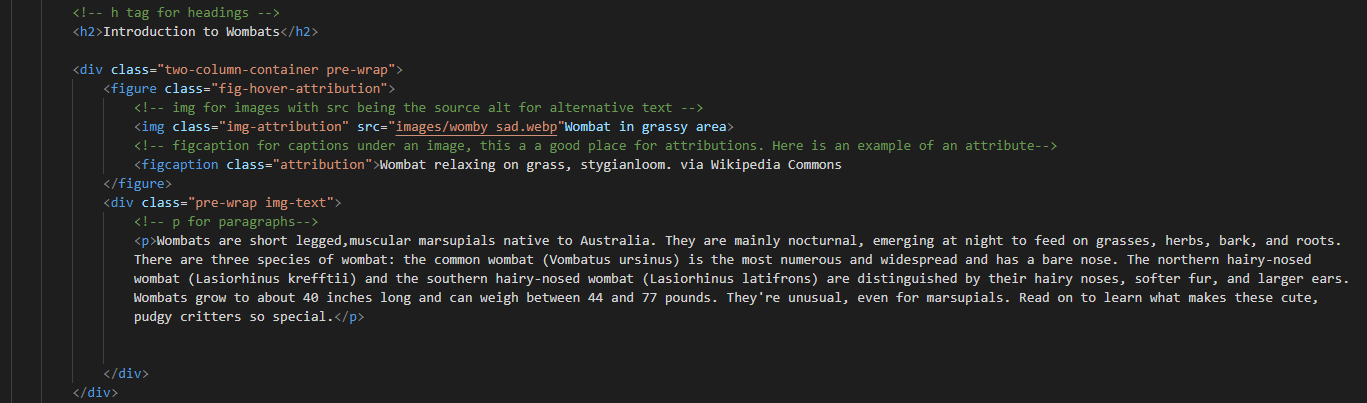 <!-- h tag for headings -->
<h2>Introduction to Wombats</h2>
<div class="two-column-container pre-wrap">
<figure class="fig-hover-attribution">
<!-- img for images with src being the source alt for alternative text -->
<img class="img-attribution" src="images/womby sad.webp"Wombat in grassy area>
<!-- figcaption for captions under an image, this a a good place for attributions. Here is an example of an attribute-->
<figcaption class="attribution">Wombat relaxing on grass, stygianloom. via Wikipedia Commons
</figure>
<div class="pre-wrap img-text">
<!-- p for paragraphs-->
<p>Wombats are short legged,muscular marsupials native to Australia. They are mainly nocturnal, emerging at night to feed on grasses, herbs, bark, and roots.
There are three species of wombat: the common wombat (Vombatus ursinus) is the most numerous and widespread and has a bare nose. The northern hairy-nosed
wombat (Lasiorhinus krefftii) and the southern hairy-nosed wombat (Lasiorhinus latifrons) are distinguished by their hairy noses, softer fur, and larger ears.
Wombats grow to about 40 inches long and can weigh between 44 and 77 pounds. They're unusual, even for marsupials. Read on to learn what makes these cute,
pudgy critters so special.</p>
</div>
</div>